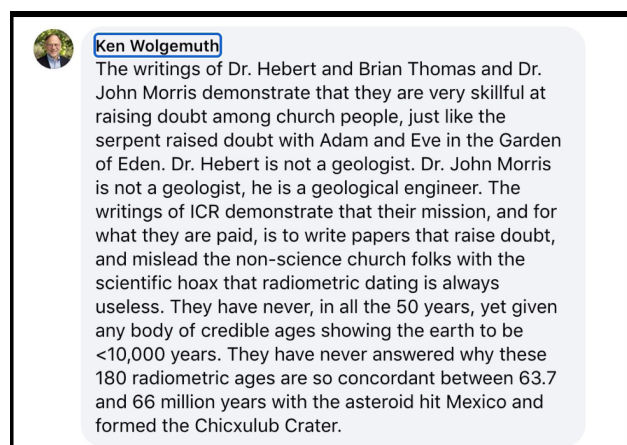 Ken Wolgemuth
The writings of Dr. Hebert and Brian Thomas and Dr.
John Morris demonstrate that they are very skillful at
raising doubt among church people, just like the
serpent raised doubt with Adam and Eve in the Garden
of Eden. Dr. Hebert is not a geologist. Dr. John Morris
is not a geologist, he is a geological engineer. The
writings of ICR demonstrate that their mission, and for
what they are paid, is to write papers that raise doubt,
and mislead the non-science church folks with the
scientific hoax that radiometric dating is always
useless. They have never, in all the 50 years, yet given
any body of credible ages showing the earth to be
<10,000 years. They have never answered why these
180 radiometric ages are so concordant between 63.7
and 66 million years with the asteroid hit Mexico and
formed the Chicxulub Crater.